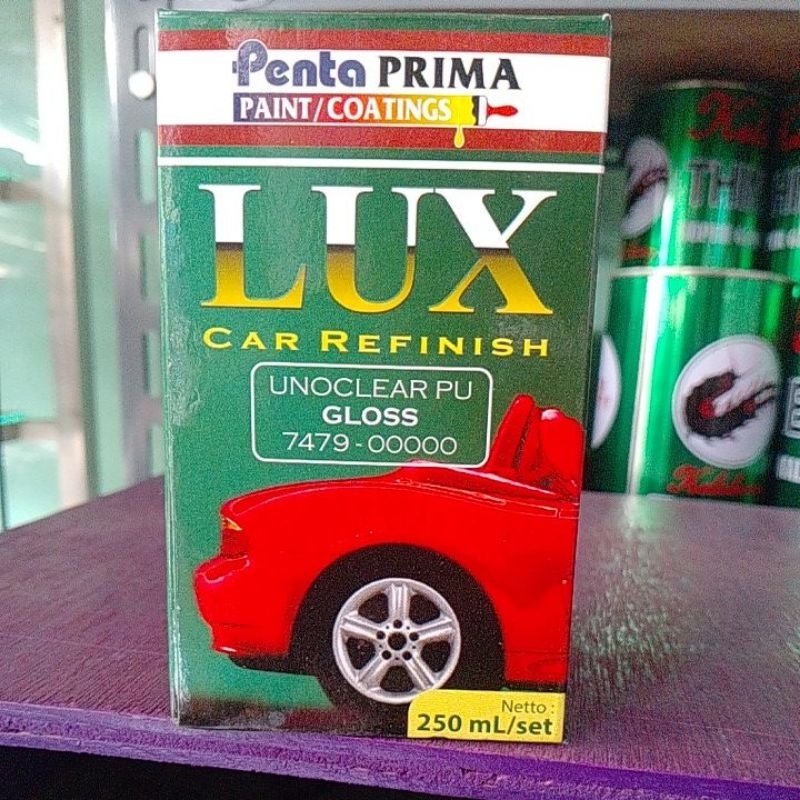 Penta PRIMA
PAINT/COATINGS
LUX
CAR REFINISH
UNOCLEAR PU
GLOSS
7479-00000
Netto :
250 mL/set